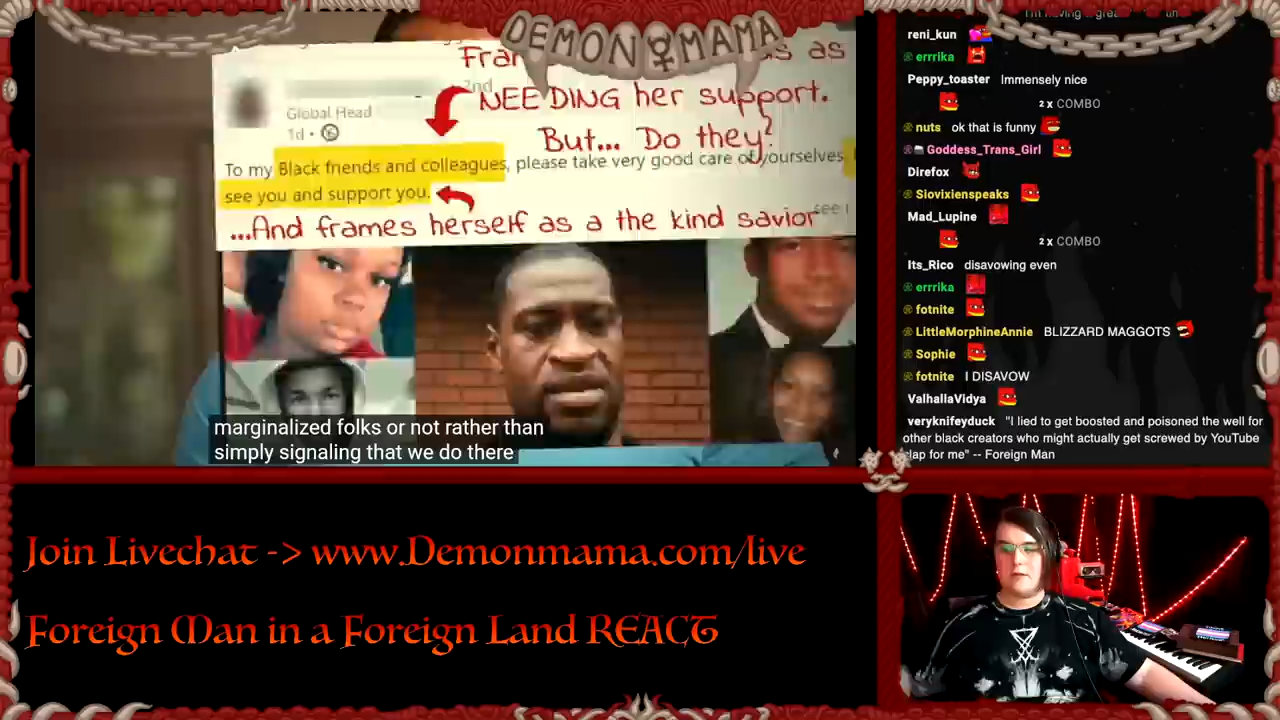 DEMON MAMA
NEEDING her support.
Global Head
1d •
But... Do they?
To my Black friends and colleagues, please take very good care of yourselves
see you and support you.
...And frames herself as a the kind savior
marginalized folks or not rather than
simply signaling that we do there
Join Livechat -> www.Demonmama.com/live
Foreign Man in a Foreign Land REACT
reni_kun
errrika
Peppy_toaster Immensely nice
2 x COMBO
nuts ok that is funny
Goddess_Trans_Girl
Direfox
Slovixienspeaks
Mad_Lupine
2 x COMBO
Its_Rico disavowing even
errrika
fotnite
LittleMorphineAnnie BLIZZARD MAGGOTS
Sophie
fotnite I DISAVOW
ValhallaVidya
veryknifeyduck "I lied to get boosted and poisoned the well for
other black creators who might actually get screwed by YouTube
clap for me" -- Foreign Man